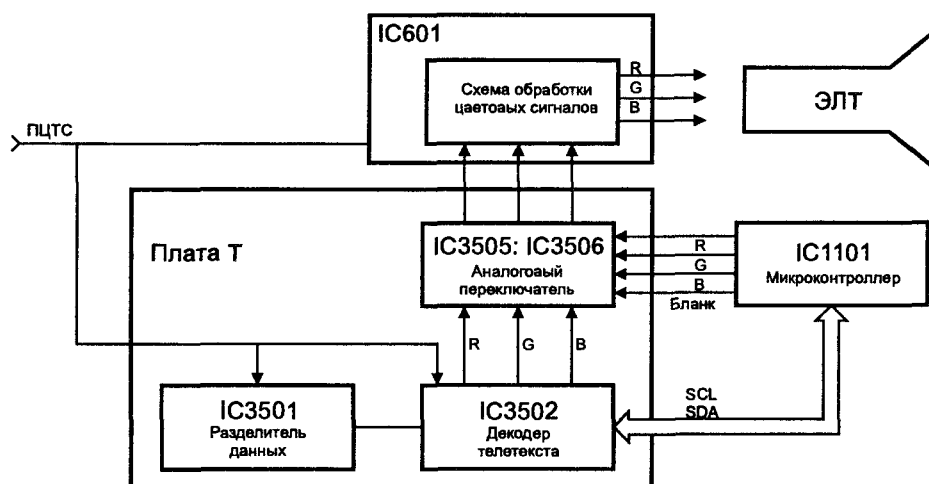 IC601
Схема обработки
цаетоаых сигналов
R
G
B
ЭЛТ
ПЦТС
Плата Т
IC3505: IC3506
Аналогоаый
переключатель
R
G
B
Бланк
IC1101
Микроконтроллер
R
G
B
IC3501
Разделитель
данных
IC3502
Декодер
телетекста
SCL
SDA